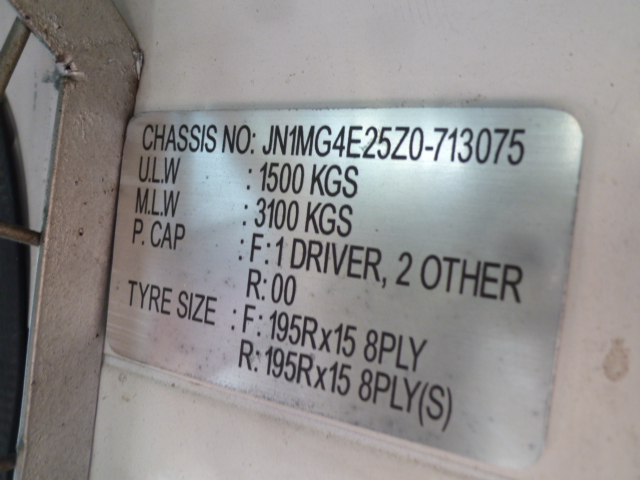 CHASSIS NO: JN1MG4E25Z0-713075
U.L.W : 1500 KGS
M.L.W : 3100 KGS
P. CAP : F: 1 DRIVER, 2 OTHER
R: 00
TYRE SIZE : F: 195Rx15 8PLY
R: 195Rx15 8PLY(S)